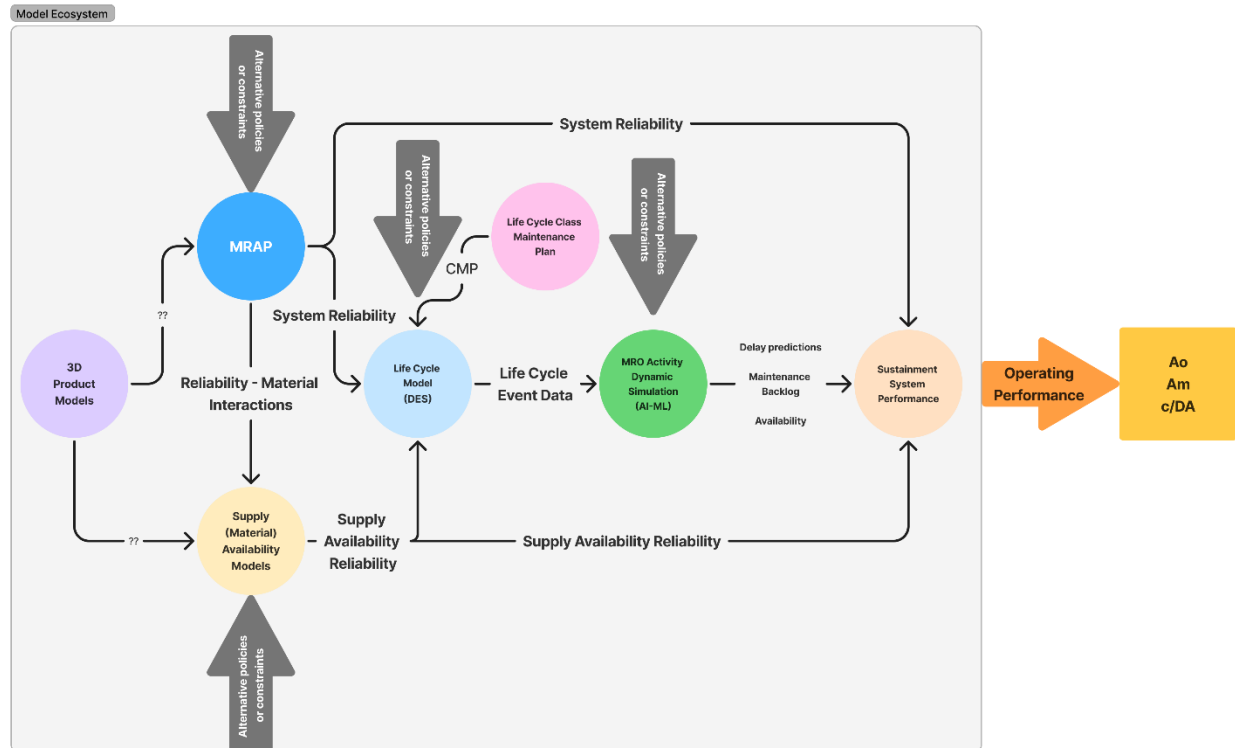 Model Ecosystem
Alternative policies
or constraints
System Reliability
Alternative policies
or constraints
Alternative policies
or constraints
Life Cycle Class
Maintenance
Plan
MRAP
CMP
??
System Reliability
3D
Product
Models
Reliability - Material
Interactions
Life Cycle
Model
(DES)
Life Cycle
Event Data
MRO Activity
Dynamic
Simulation
(AI-ML)
Delay predictions
Maintenance
Backlog
Availability
Sustainment
System
Performance
Operating
Performance
Ao
Am
c/DA
??
Supply
(Material)
Availability
Models
Supply
Availability
Reliability
Supply Availability Reliability
Alternative policies
or constraints